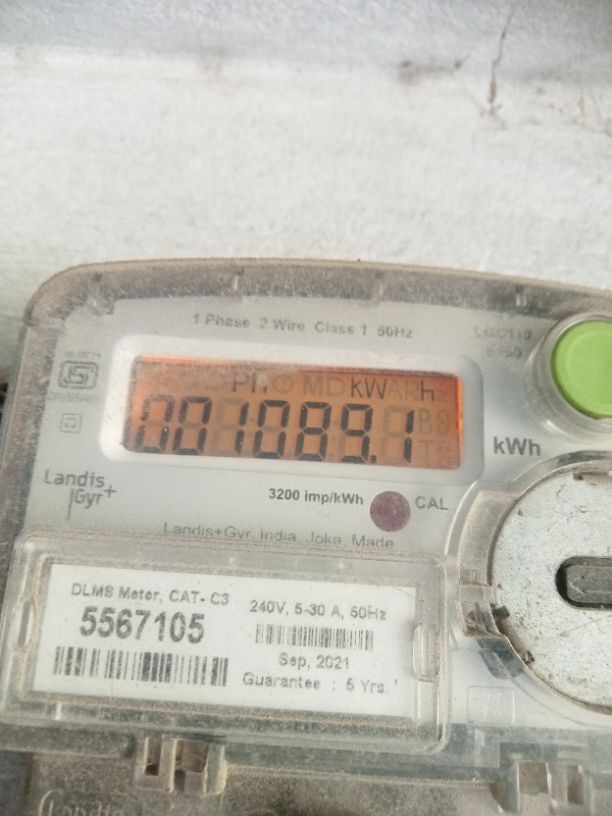 1 Phase 2 Wire Class 1 50Hz
KWh
001089.1
kWh
3200 imp/kWh
CAL
Landis
Gyr+
Landis+Gyr, India, Joka, Made
DLMS Meter, CAT- C3
5567105
240V, 5-30 A, 50Hz
Sep, 2021
Guarantee : 5 Yrs.
Landis